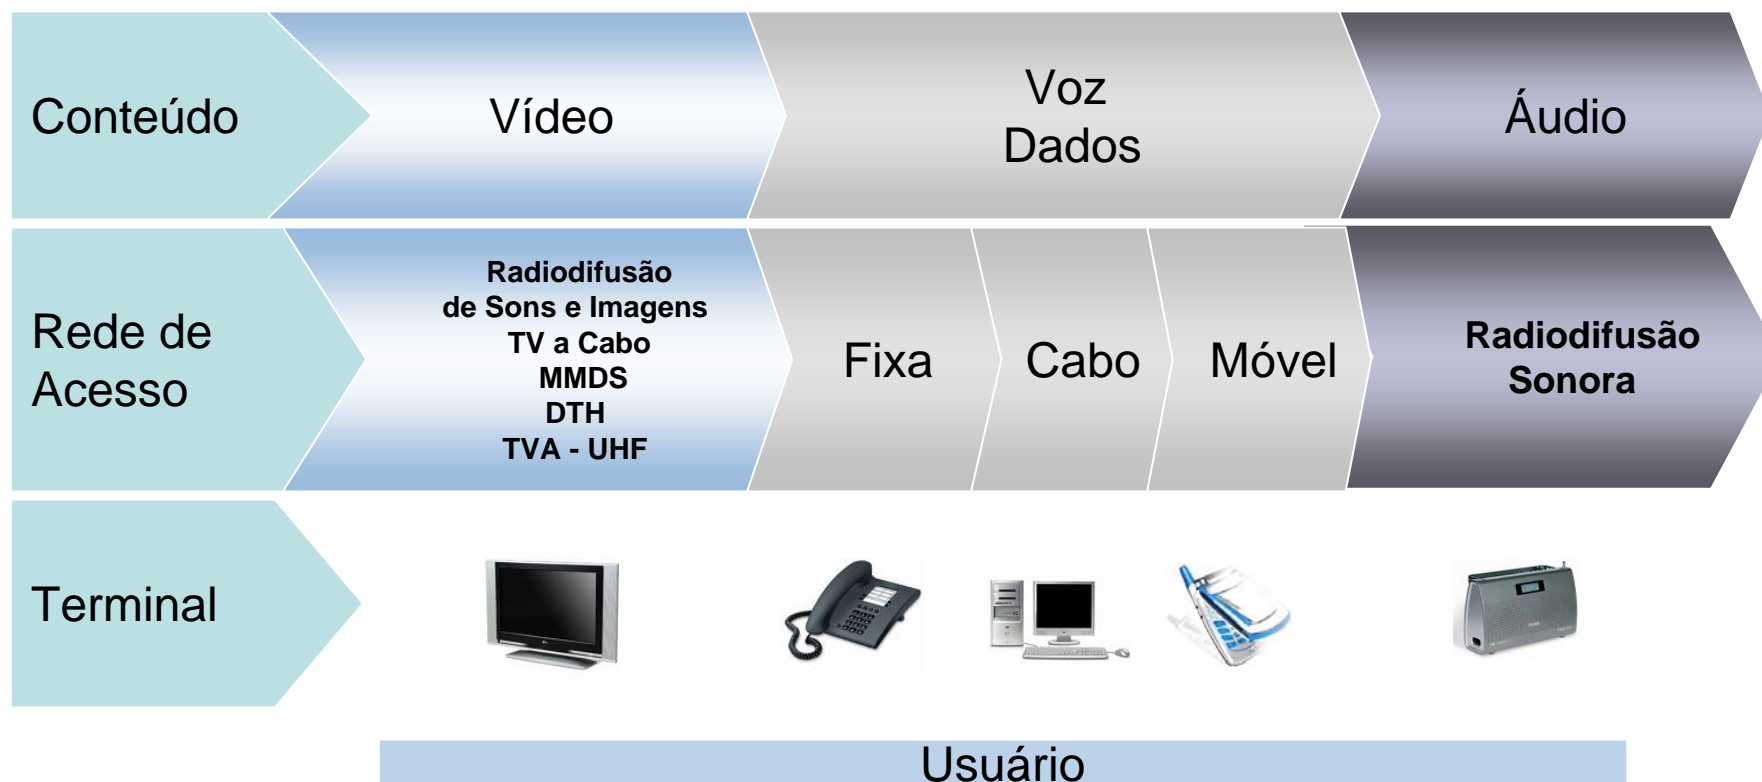 Conteúdo
Vídeo
Voz
Dados
Áudio
Rede de
Acesso
Radiodifusão
de Sons e Imagens
TV a Cabo
MMDS
DTH
TVA - UHF
Fixa
Cabo
Móvel
Radiodifusão
Sonora
Terminal
Usuário